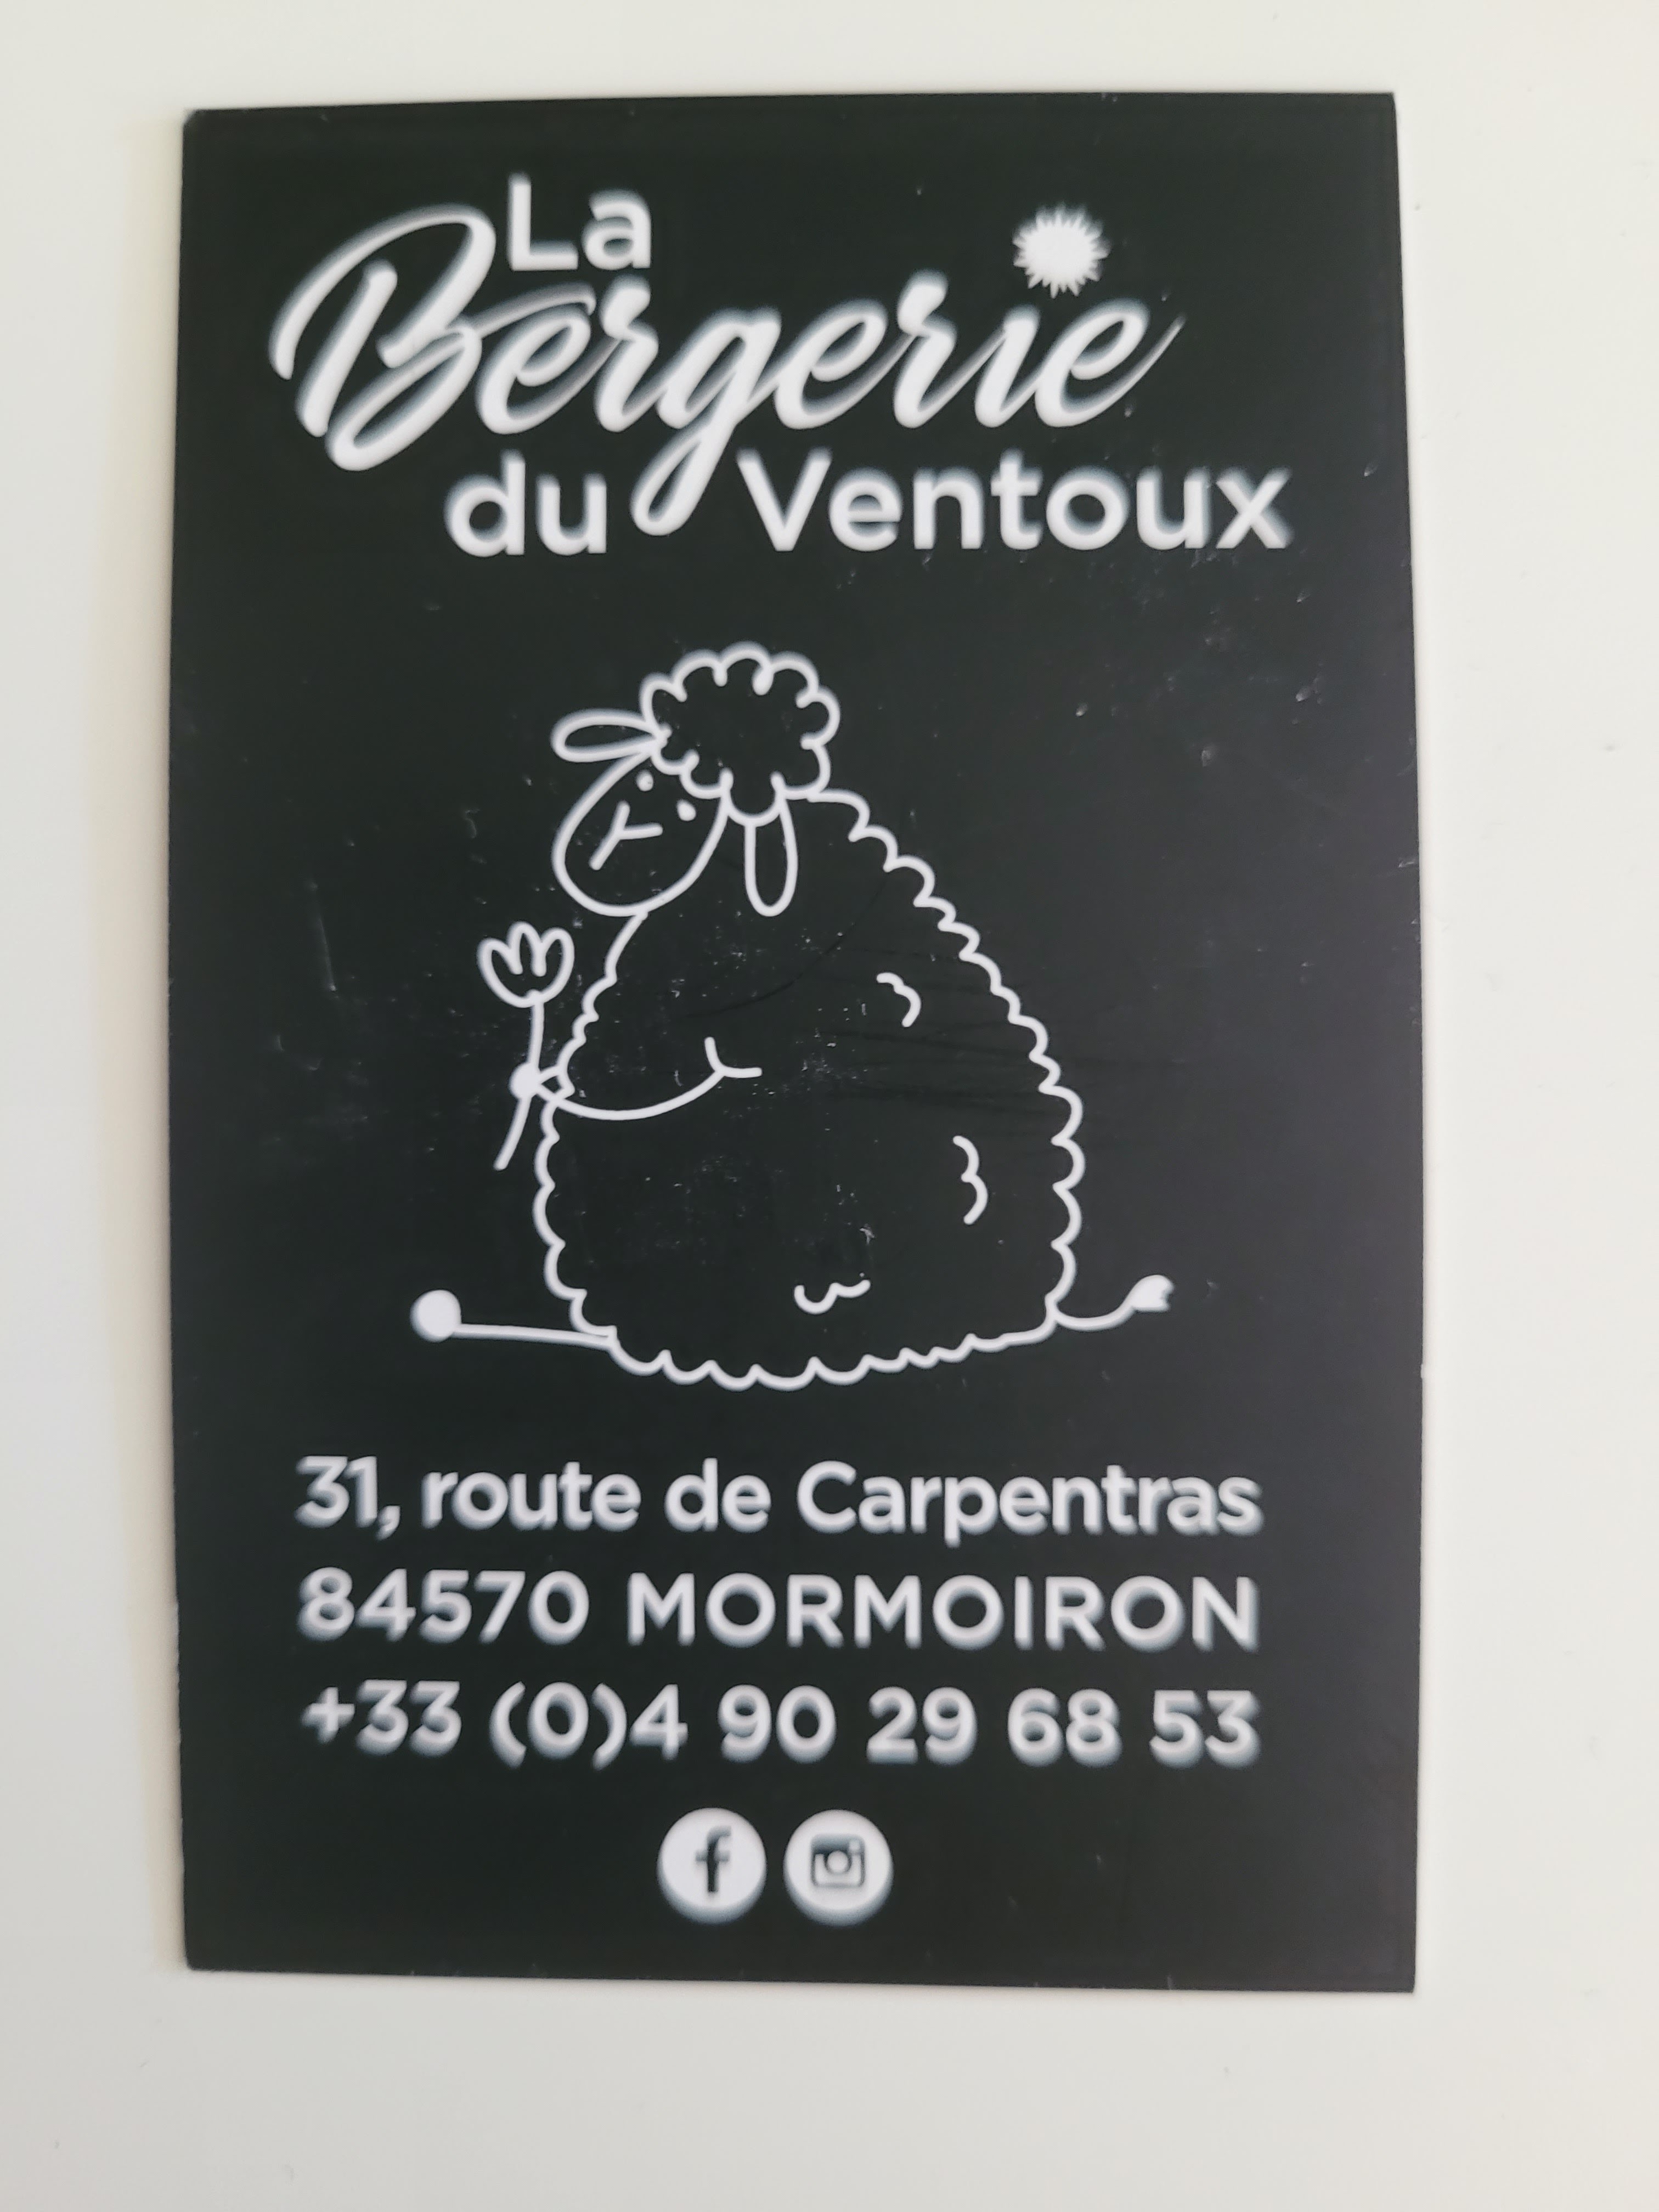 La
Bergerie
du Ventoux
31, route de Carpentras
84570 MORMOIRON
+33 (0)4 90 29 68 53
f